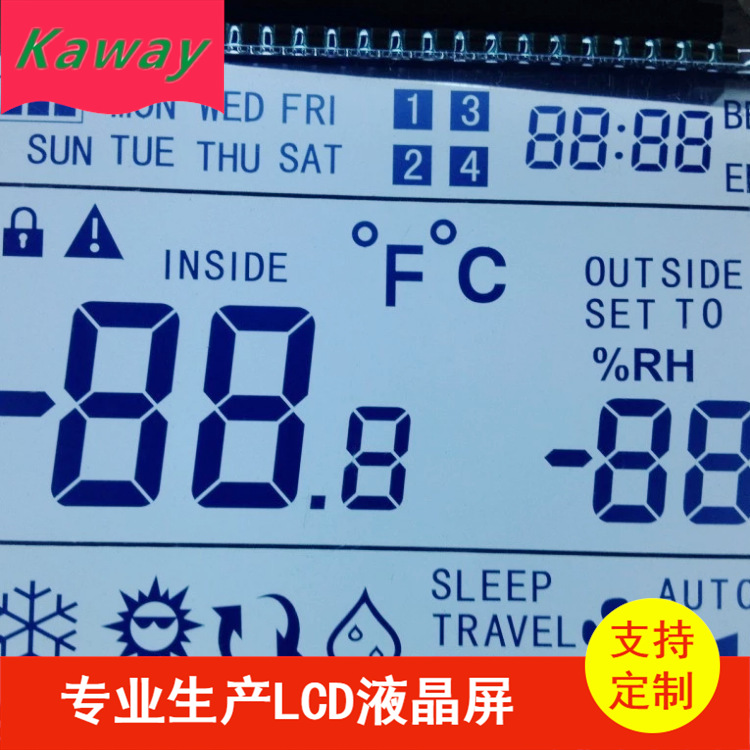 Kaway
MON WED FRI
SUN TUE THU SAT
1 3
2 4
88:88
INSIDE
°F°C
OUTSIDE
SET TO
%RH
-88.8
-88
SLEEP
TRAVEL
AUTO
支持
定制
专业生产LCD液晶屏